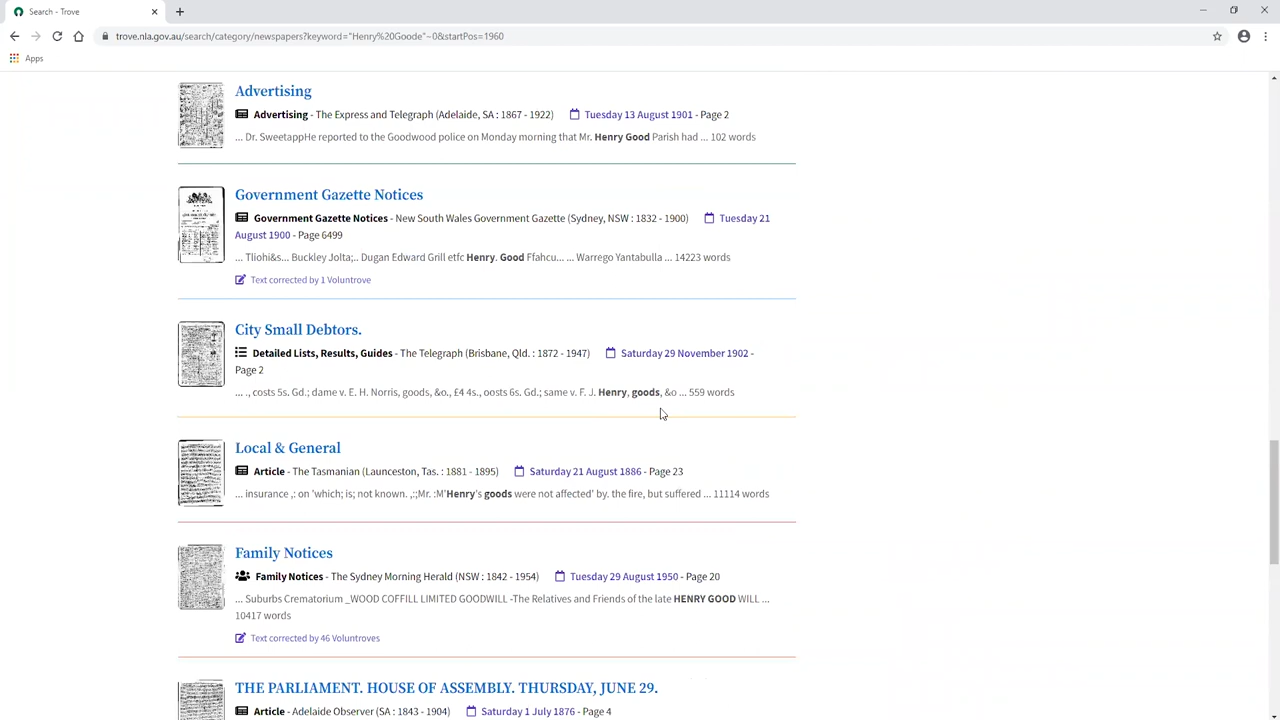 Search - Trove
trove.nla.gov.au/search/category/newspapers?keyword="Henry%20Goode"~0&startPos=1960
Apps
Advertising
Advertising - The Express and Telegraph (Adelaide, SA : 1867 - 1922) Tuesday 13 August 1901 - Page 2
... Dr. SweetappHe reported to the Goodwood police on Monday morning that Mr. Henry Good Parish had ... 102 words
Government Gazette Notices
Government Gazette Notices - New South Wales Government Gazette (Sydney, NSW : 1832 - 1900) Tuesday 21
August 1900 - Page 6499
... Tliohi&s... Buckley Jolta;.. Dugan Edward Grill etfc Henry. Good Ffahcu... ... Warrego Yantabulla ... 14223 words
Text corrected by 1 Voluntrove
City Small Debtors.
Detailed Lists, Results, Guides - The Telegraph (Brisbane, Qld. : 1872 - 1947) Saturday 29 November 1902 -
Page 2
... ., costs 5s. Gd.; dame v. E. H. Norris, goods, &o., £4 4s., oosts 6s. Gd.; same v. F. J. Henry, goods, &o ... 559 words
Local & General
Article - The Tasmanian (Launceston, Tas. : 1881 - 1895) Saturday 21 August 1886 - Page 23
... insurance ,: on 'which; is; not known. ,:;Mr. :M'Henry's goods were not affected' by. the fire, but suffered ... 11114 words
Family Notices
Family Notices - The Sydney Morning Herald (NSW : 1842 - 1954) Tuesday 29 August 1950 - Page 20
... Suburbs Crematorium _WOOD COFFILL LIMITED GOODWILL -The Relatives and Friends of the late HENRY GOOD WILL ...
10417 words
Text corrected by 46 Voluntroves
THE PARLIAMENT. HOUSE OF ASSEMBLY. THURSDAY, JUNE 29.
Article - Adelaide Observer (SA : 1843 - 1904) Saturday 1 July 1876 - Page 4